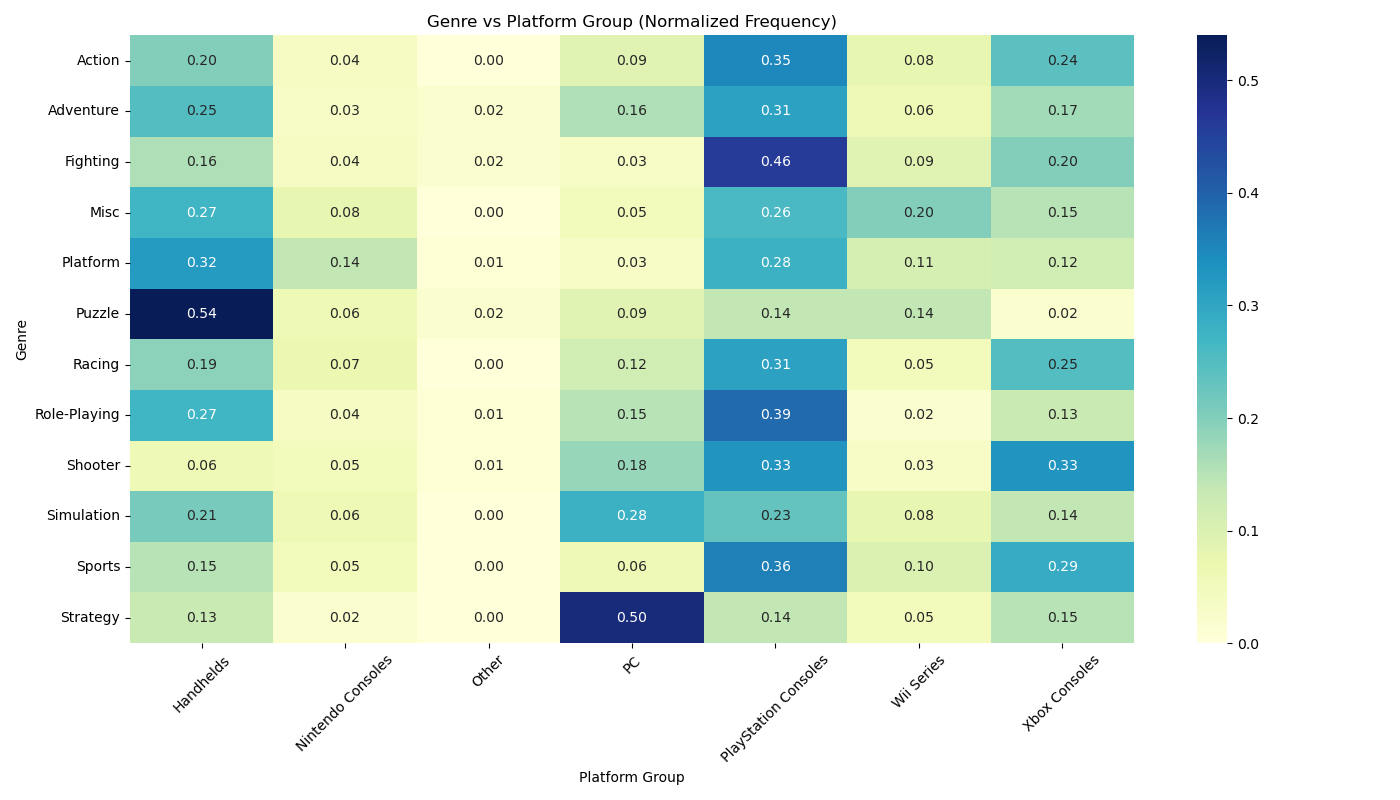 Genre vs Platform Group (Normalized Frequency)
Genre
Action 0.20 0.04 0.00 0.09 0.35 0.08 0.24
Adventure 0.25 0.03 0.02 0.16 0.31 0.06 0.17
Fighting 0.16 0.04 0.02 0.03 0.46 0.09 0.20
Misc 0.27 0.08 0.00 0.05 0.26 0.20 0.15
Platform 0.32 0.14 0.01 0.03 0.28 0.11 0.12
Puzzle 0.54 0.06 0.02 0.09 0.14 0.14 0.02
Racing 0.19 0.07 0.00 0.12 0.31 0.05 0.25
Role-Playing 0.27 0.04 0.01 0.15 0.39 0.02 0.13
Shooter 0.06 0.05 0.01 0.18 0.33 0.03 0.33
Simulation 0.21 0.06 0.00 0.28 0.23 0.08 0.14
Sports 0.15 0.05 0.00 0.06 0.36 0.10 0.29
Strategy 0.13 0.02 0.00 0.50 0.14 0.05 0.15
Handhelds Nintendo Consoles Other PC PlayStation Consoles Wii Series Xbox Consoles
Platform Group
0.5
0.4
0.3
0.2
0.1
0.0